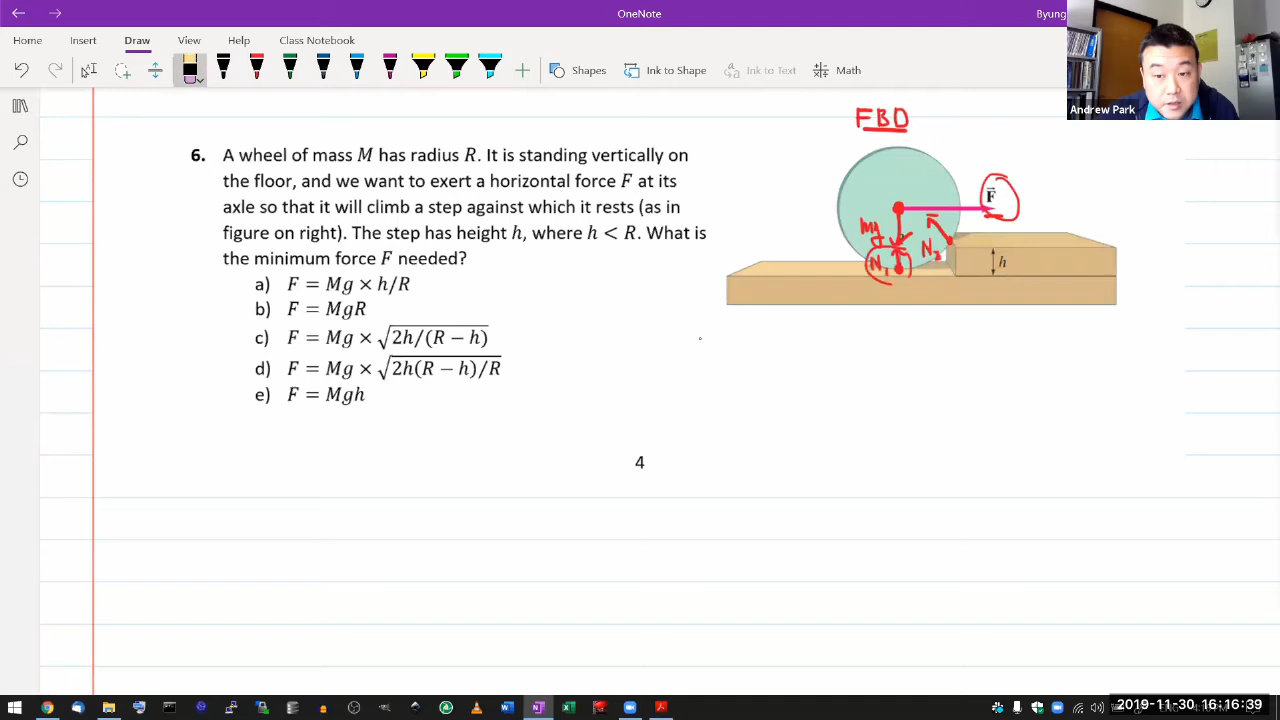 OneNote
Byung
Home Insert Draw View Help Class Notebook
Shapes Ink to Shape Ink to Text Math
Andrew Park
FBD
6. A wheel of mass M has radius R. It is standing vertically on
the floor, and we want to exert a horizontal force F at its
axle so that it will climb a step against which it rests (as in
figure on right). The step has height h, where h < R. What is
the minimum force F needed?
a) F = Mg × h/R
b) F = MgR
c) F = Mg × √2h/(R − h)
d) F = Mg × √2h(R − h)/R
e) F = Mgh
F⃗
Mg
N₁
N₂
h
4
2019-11-30 16:16:39